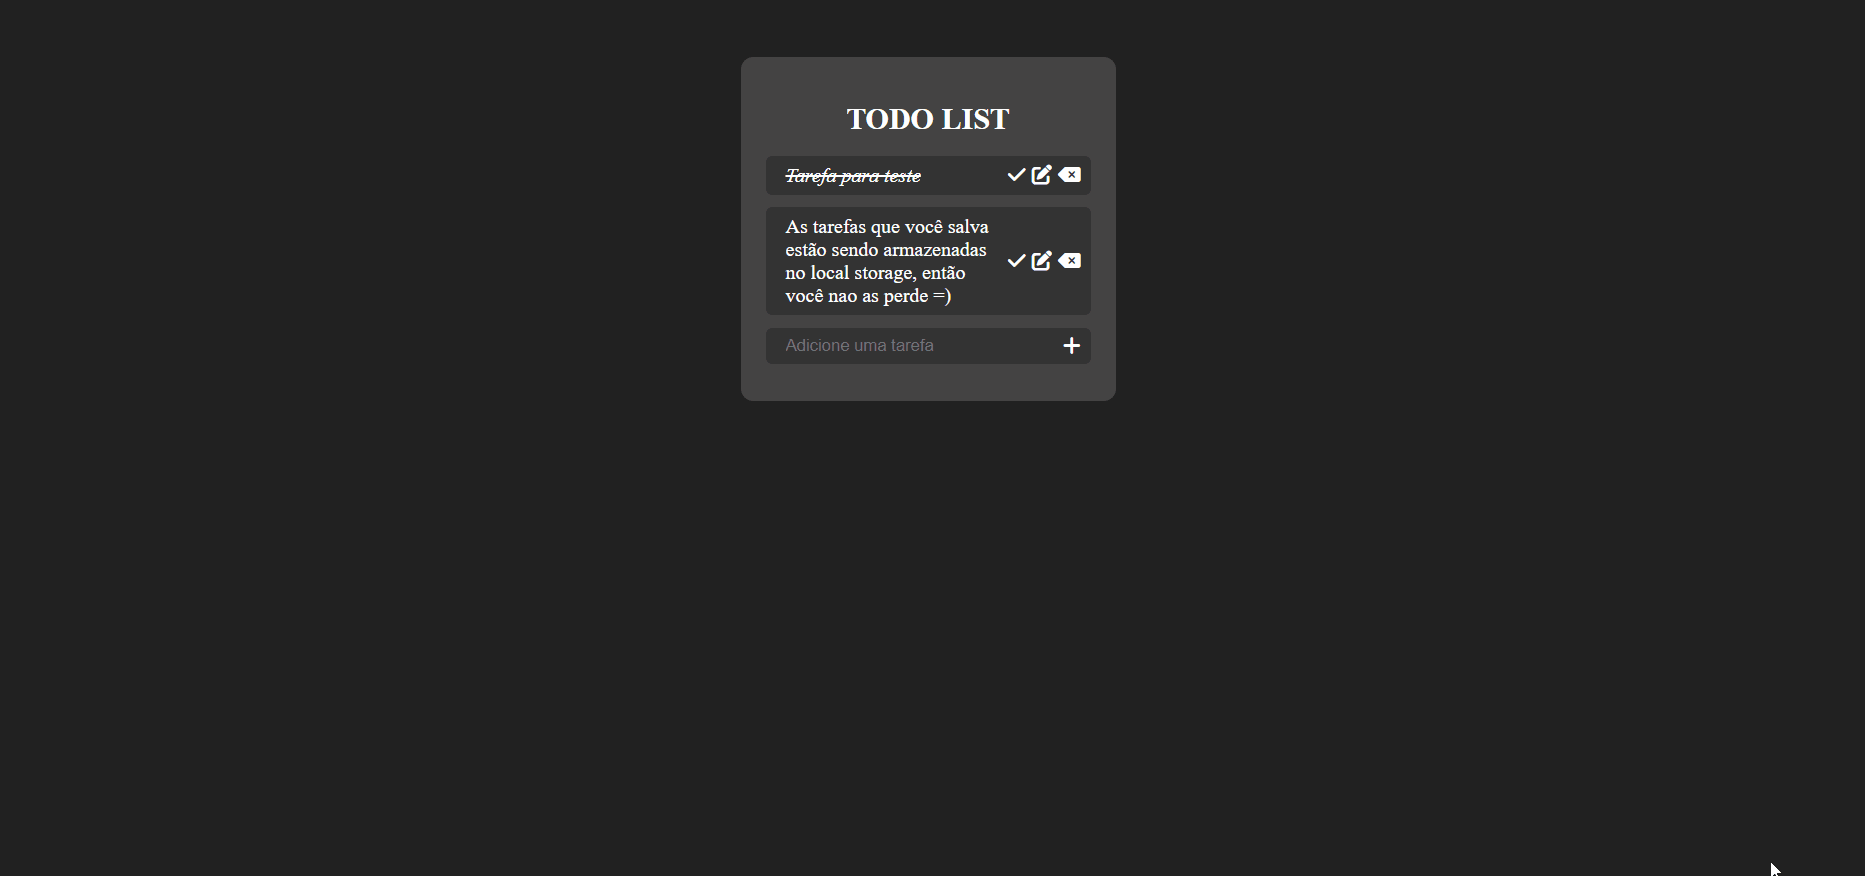 TODO LIST
Tarefa para teste
As tarefas que você salva
estão sendo armazenadas
no local storage, então
você nao as perde =)
Adicione uma tarefa